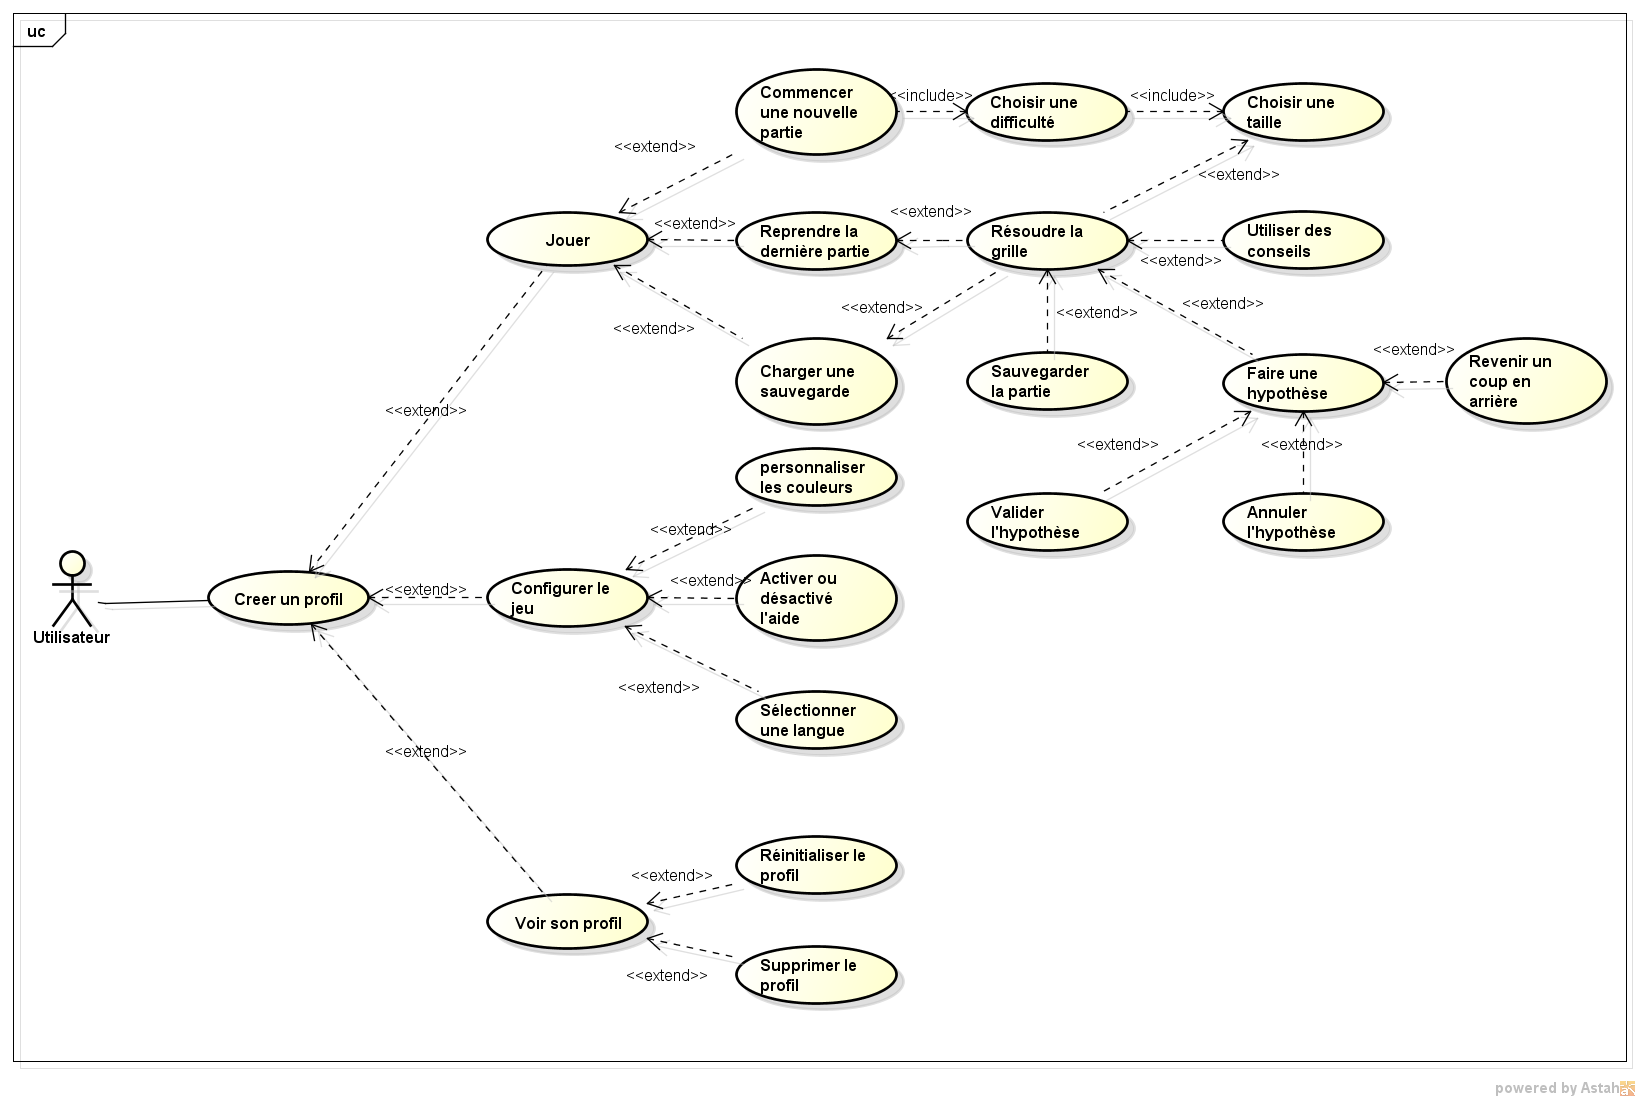 uc
Commencer
une nouvelle
partie
<<include>>
Choisir une
difficulté
<<include>>
Choisir une
taille
<<extend>>
<<extend>>
Jouer
<<extend>>
Reprendre la
dernière partie
<<extend>>
Résoudre la
grille
<<extend>>
Utiliser des
conseils
<<extend>>
Charger une
sauvegarde
<<extend>>
Sauvegarder
la partie
<<extend>>
<<extend>>
Faire une
hypothèse
<<extend>>
Revenir un
coup en
arrière
<<extend>>
<<extend>>
Valider
l'hypothèse
Annuler
l'hypothèse
<<extend>>
personnaliser
les couleurs
<<extend>>
Utilisateur
Creer un profil
<<extend>>
Configurer le
jeu
<<extend>>
Activer ou
désactivé
l'aide
<<extend>>
Sélectionner
une langue
<<extend>>
Réinitialiser le
profil
<<extend>>
Voir son profil
<<extend>>
Supprimer le
profil
powered by Astah